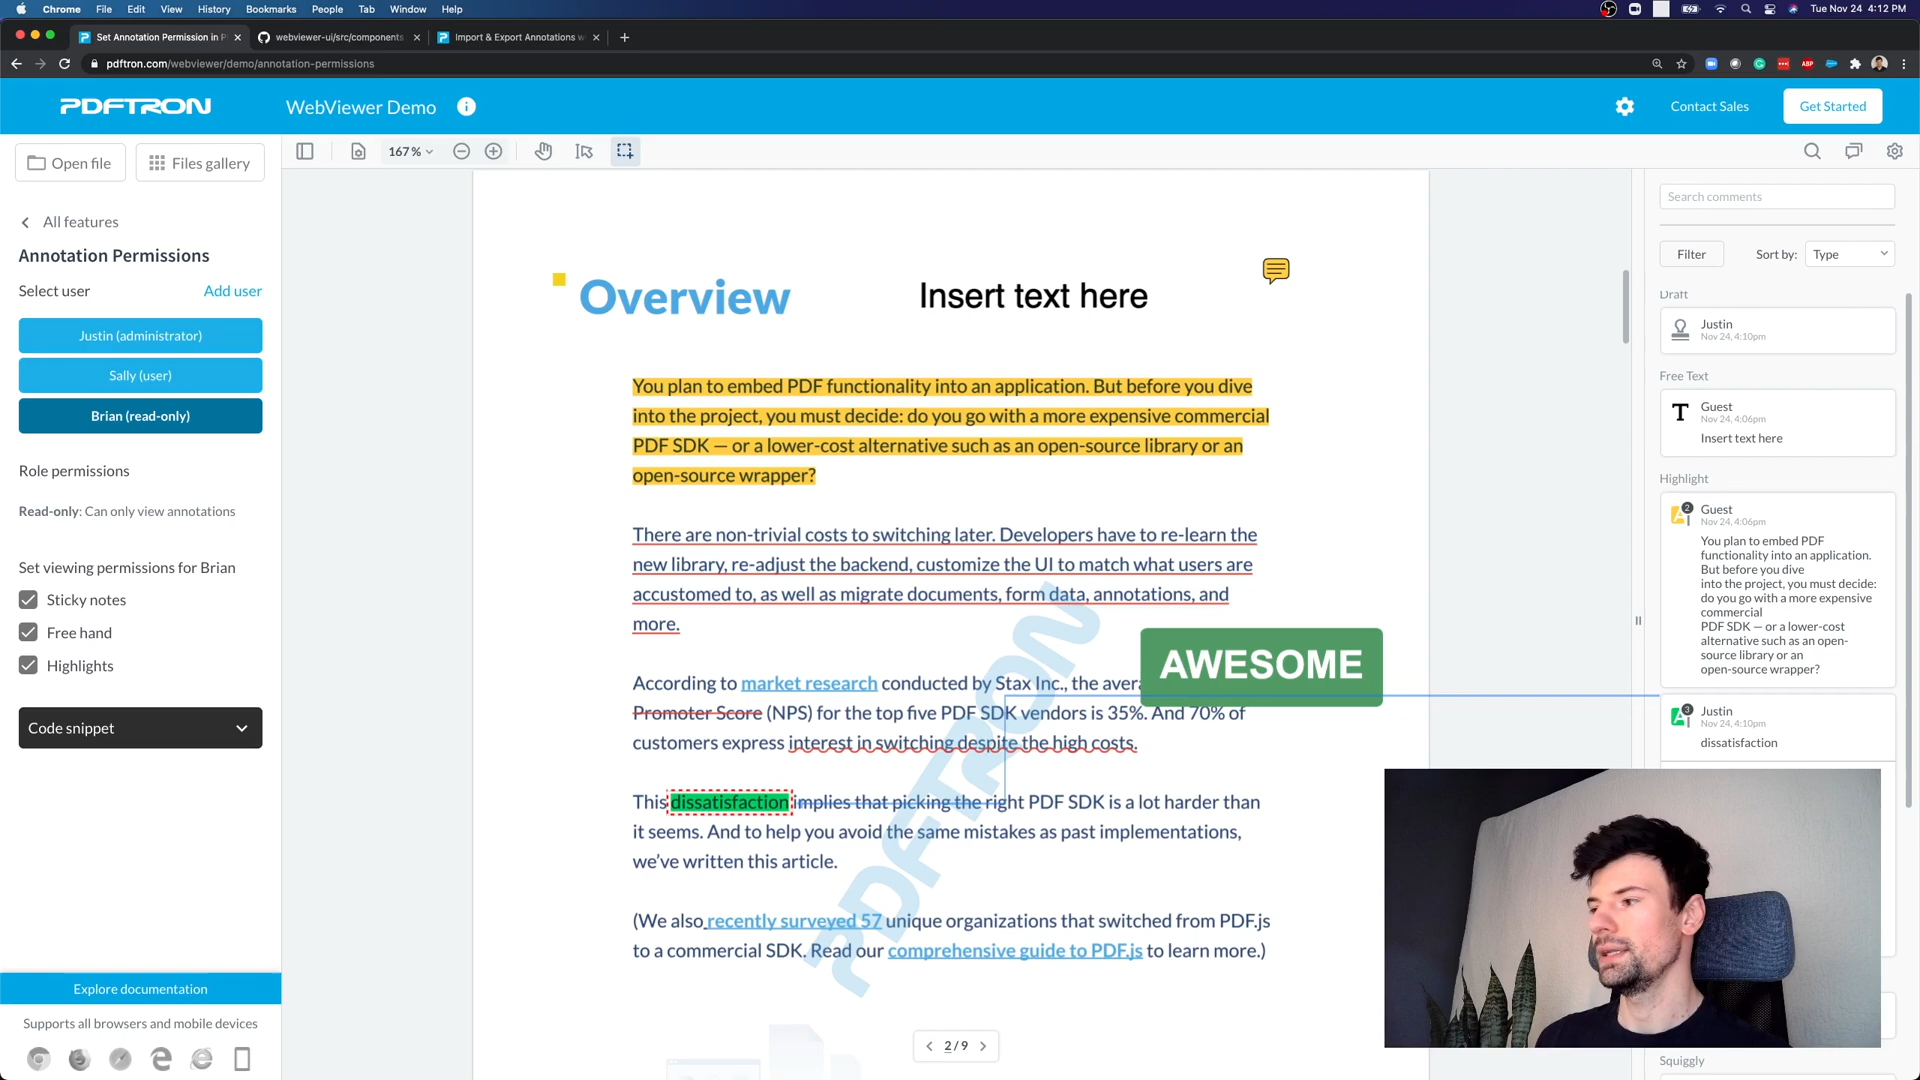 Chrome File Edit View History Bookmarks People Tab Window Help
Tue Nov 24 4:12 PM
Set Annotation Permission in P
webviewer-ui/src/components
Import & Export Annotations w
pdftron.com/webviewer/demo/annotation-permissions
ABP
PDFTRON
WebViewer Demo
Contact Sales
Get Started
Open file
Files gallery
167%
All features
Annotation Permissions
Select user
Add user
Justin (administrator)
Sally (user)
Brian (read-only)
Role permissions
Read-only: Can only view annotations
Set viewing permissions for Brian
Sticky notes
Free hand
Highlights
Code snippet
Explore documentation
Supports all browsers and mobile devices
Overview
Insert text here
You plan to embed PDF functionality into an application. But before you dive
into the project, you must decide: do you go with a more expensive commercial
PDF SDK — or a lower-cost alternative such as an open-source library or an
open-source wrapper?
There are non-trivial costs to switching later. Developers have to re-learn the
new library, re-adjust the backend, customize the UI to match what users are
accustomed to, as well as migrate documents, form data, annotations, and
more.
According to market research conducted by Stax Inc., the avera
AWESOME
Promoter Score (NPS) for the top five PDF SDK vendors is 35%. And 70% of
customers express interest in switching despite the high costs.
This dissatisfaction implies that picking the right PDF SDK is a lot harder than
it seems. And to help you avoid the same mistakes as past implementations,
we've written this article.
(We also recently surveyed 57 unique organizations that switched from PDF.js
to a commercial SDK. Read our comprehensive guide to PDF.js to learn more.)
PDFTRON
2 / 9
Search comments
Filter
Sort by:
Type
Draft
Justin
Nov 24, 4:10pm
Free Text
T
Guest
Nov 24, 4:06pm
Insert text here
Highlight
2
Guest
Nov 24, 4:06pm
You plan to embed PDF
functionality into an application.
But before you dive
into the project, you must decide:
do you go with a more expensive
commercial
PDF SDK — or a lower-cost
alternative such as an open-
source library or an
open-source wrapper?
3
Justin
Nov 24, 4:10pm
dissatisfaction
Squiggly